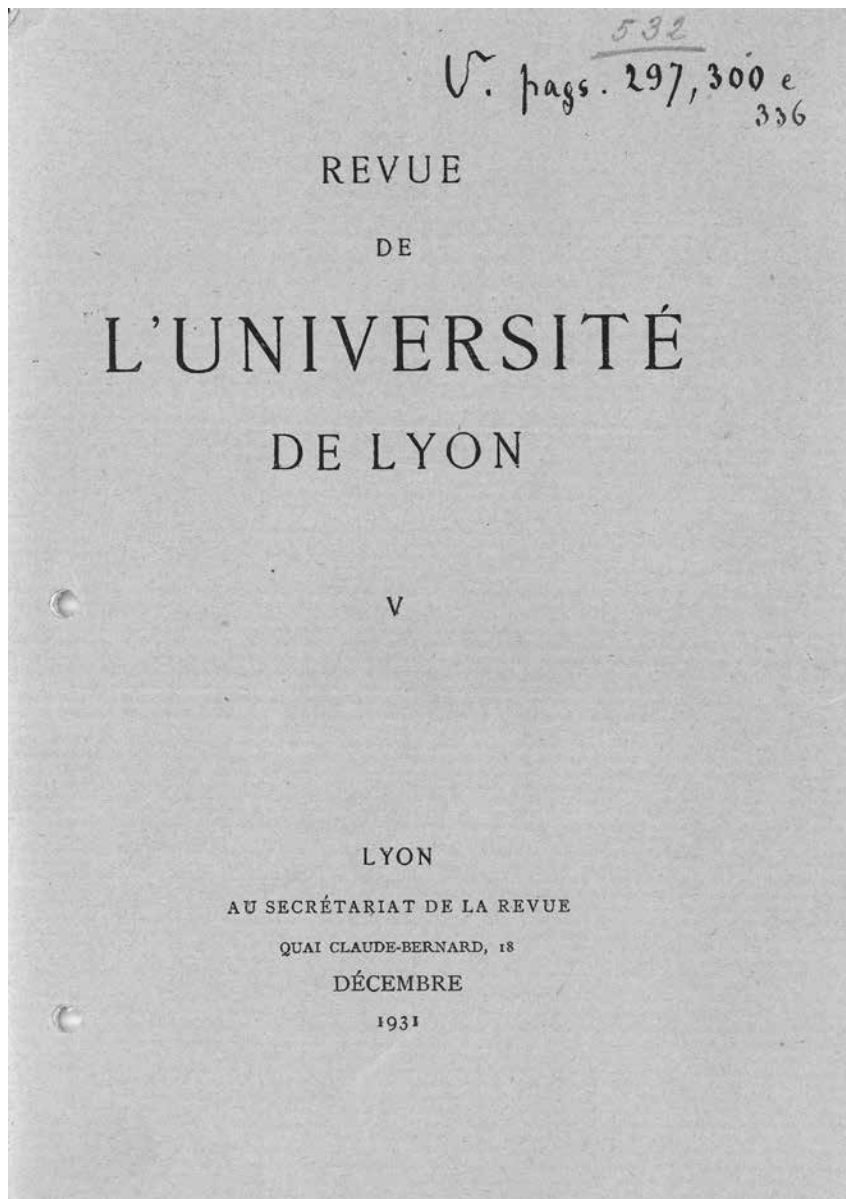 532
V. pags. 297, 300 e
336
REVUE
DE
L'UNIVERSITÉ
DE LYON
V
LYON
AU SECRÉTARIAT DE LA REVUE
QUAI CLAUDE-BERNARD, 18
DÉCEMBRE
1931